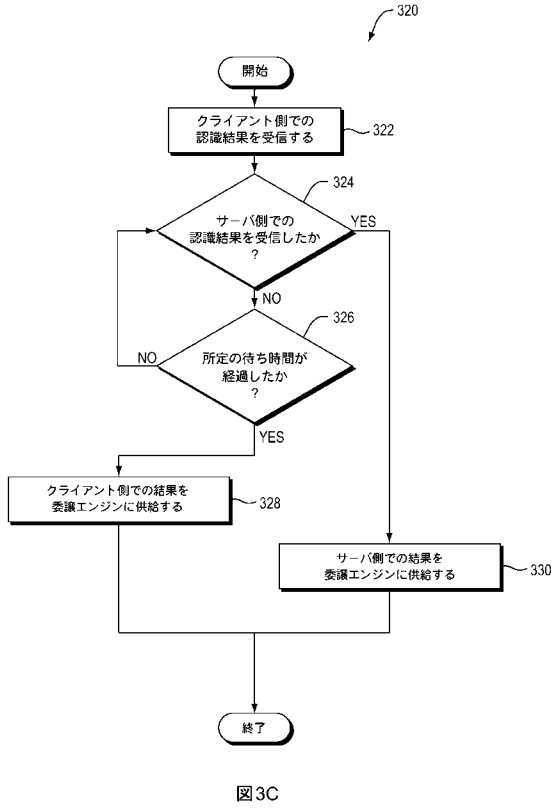 320
開始
クライアント側での
認識結果を受信する
322
324
サーバ側での
認識結果を受信したか
?
YES
NO
326
所定の待ち時間が
経過したか
?
NO
YES
クライアント側での結果を
委譲エンジンに供給する
328
サーバ側での結果を
委譲エンジンに供給する
330
終了
図3C